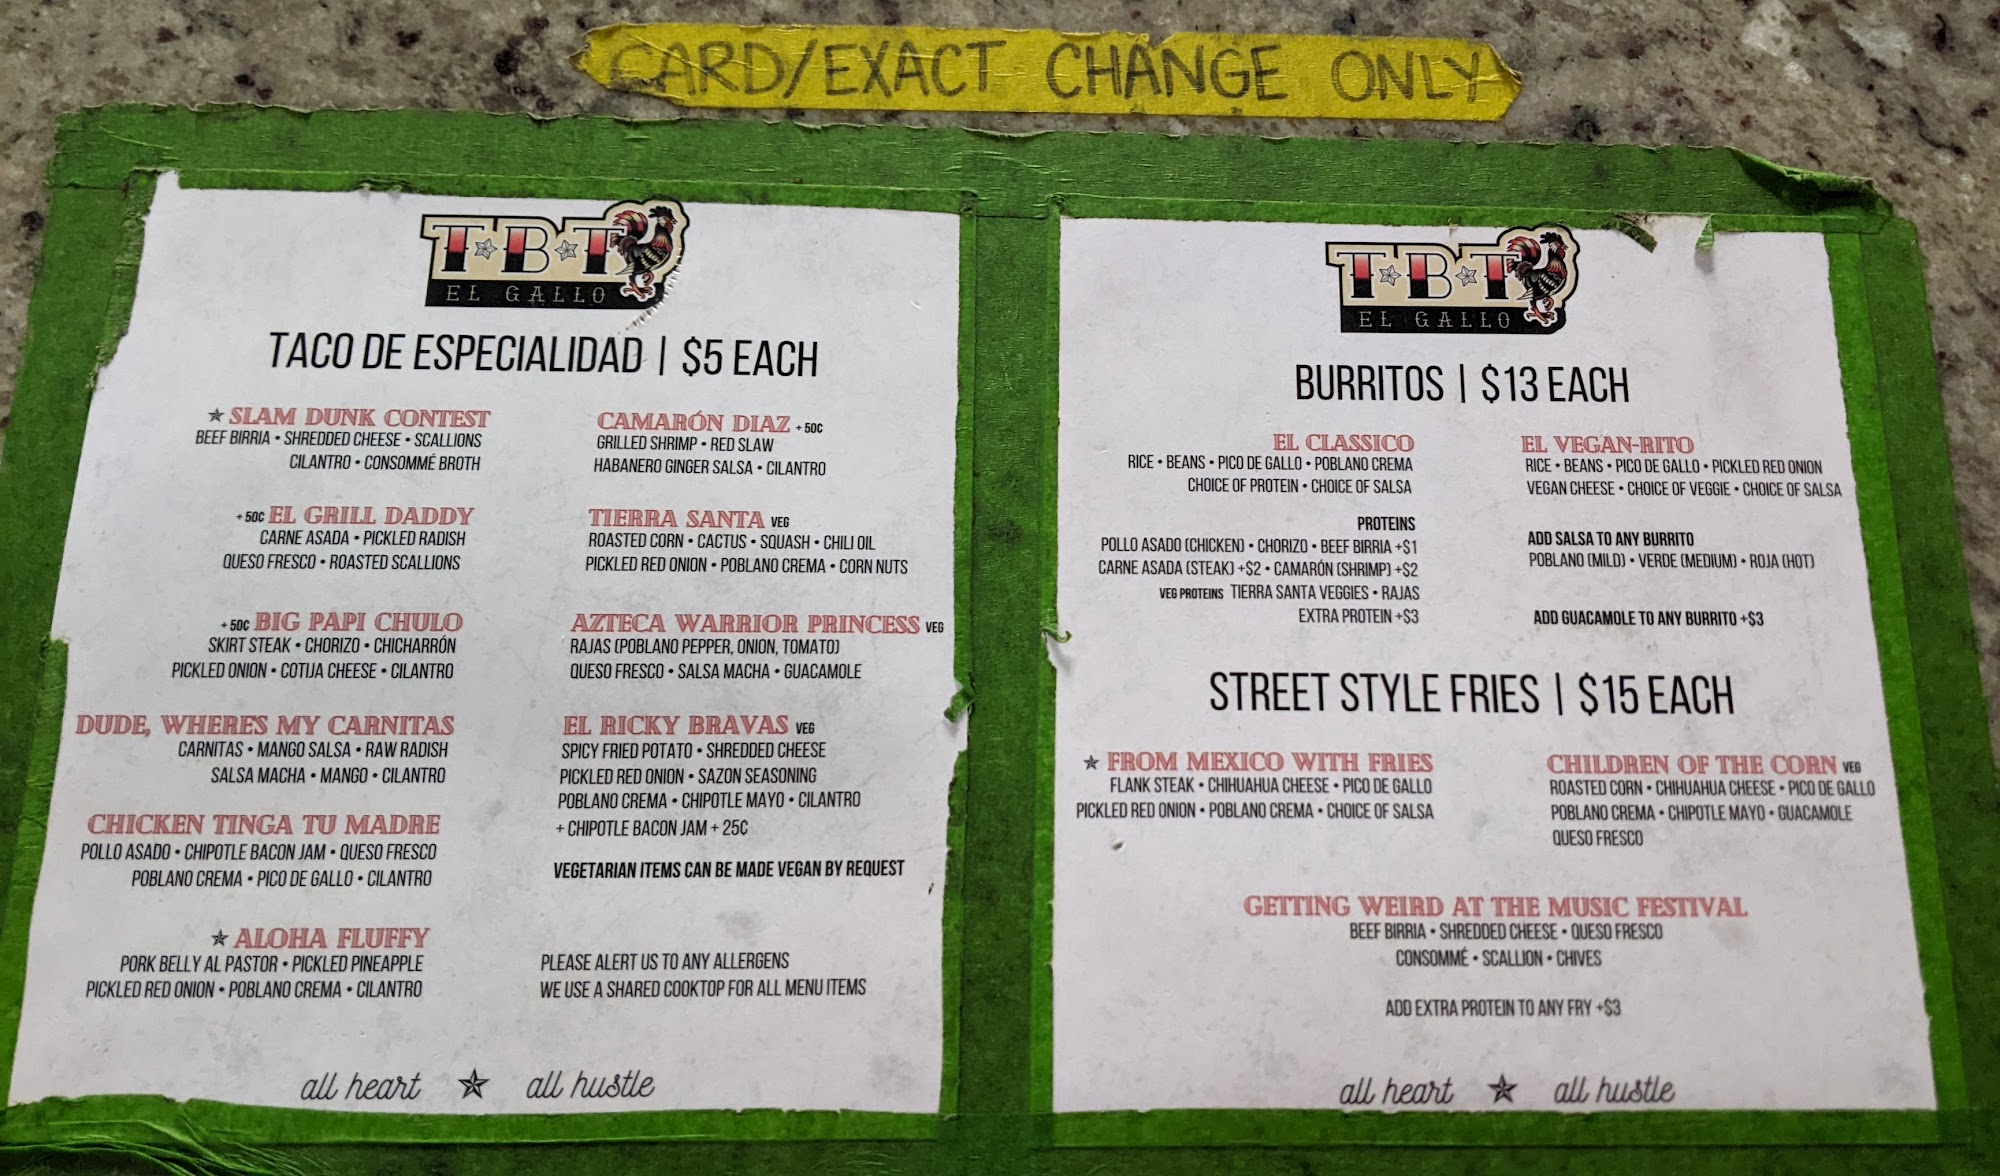 CARD/EXACT CHANGE ONLY
T★B★T
EL GALLO
TACO DE ESPECIALIDAD | $5 EACH
★ SLAM DUNK CONTEST
BEEF BIRRIA • SHREDDED CHEESE • SCALLIONS
CILANTRO • CONSOMMÉ BROTH
+ 50¢ EL GRILL DADDY
CARNE ASADA • PICKLED RADISH
QUESO FRESCO • ROASTED SCALLIONS
+ 50¢ BIG PAPI CHULO
SKIRT STEAK • CHORIZO • CHICHARRÓN
PICKLED ONION • COTIJA CHEESE • CILANTRO
DUDE, WHERE'S MY CARNITAS
CARNITAS • MANGO SALSA • RAW RADISH
SALSA MACHA • MANGO • CILANTRO
CHICKEN TINGA TU MADRE
POLLO ASADO • CHIPOTLE BACON JAM • QUESO FRESCO
POBLANO CREMA • PICO DE GALLO • CILANTRO
★ ALOHA FLUFFY
PORK BELLY AL PASTOR • PICKLED PINEAPPLE
PICKLED RED ONION • POBLANO CREMA • CILANTRO
CAMARÓN DIAZ + 50¢
GRILLED SHRIMP • RED SLAW
HABANERO GINGER SALSA • CILANTRO
TIERRA SANTA VEG
ROASTED CORN • CACTUS • SQUASH • CHILI OIL
PICKLED RED ONION • POBLANO CREMA • CORN NUTS
AZTECA WARRIOR PRINCESS VEG
RAJAS (POBLANO PEPPER, ONION, TOMATO)
QUESO FRESCO • SALSA MACHA • GUACAMOLE
EL RICKY BRAVAS VEG
SPICY FRIED POTATO • SHREDDED CHEESE
PICKLED RED ONION • SAZON SEASONING
POBLANO CREMA • CHIPOTLE MAYO • CILANTRO
+ CHIPOTLE BACON JAM + 25¢
VEGETARIAN ITEMS CAN BE MADE VEGAN BY REQUEST
PLEASE ALERT US TO ANY ALLERGENS
WE USE A SHARED COOKTOP FOR ALL MENU ITEMS
all heart ★ all hustle
T★B★T
EL GALLO
BURRITOS | $13 EACH
EL CLASSICO
RICE • BEANS • PICO DE GALLO • POBLANO CREMA
CHOICE OF PROTEIN • CHOICE OF SALSA
PROTEINS
POLLO ASADO (CHICKEN) • CHORIZO • BEEF BIRRIA +$1
CARNE ASADA (STEAK) +$2 • CAMARÓN (SHRIMP) +$2
VEG PROTEINS TIERRA SANTA VEGGIES • RAJAS
EXTRA PROTEIN +$3
EL VEGAN-RITO
RICE • BEANS • PICO DE GALLO • PICKLED RED ONION
VEGAN CHEESE • CHOICE OF VEGGIE • CHOICE OF SALSA
ADD SALSA TO ANY BURRITO
POBLANO (MILD) • VERDE (MEDIUM) • ROJA (HOT)
ADD GUACAMOLE TO ANY BURRITO +$3
STREET STYLE FRIES | $15 EACH
★ FROM MEXICO WITH FRIES
FLANK STEAK • CHIHUAHUA CHEESE • PICO DE GALLO
PICKLED RED ONION • POBLANO CREMA • CHOICE OF SALSA
CHILDREN OF THE CORN VEG
ROASTED CORN • CHIHUAHUA CHEESE • PICO DE GALLO
POBLANO CREMA • CHIPOTLE MAYO • GUACAMOLE
QUESO FRESCO
GETTING WEIRD AT THE MUSIC FESTIVAL
BEEF BIRRIA • SHREDDED CHEESE • QUESO FRESCO
CONSOMMÉ • SCALLION • CHIVES
ADD EXTRA PROTEIN TO ANY FRY +$3
all heart ★ all hustle